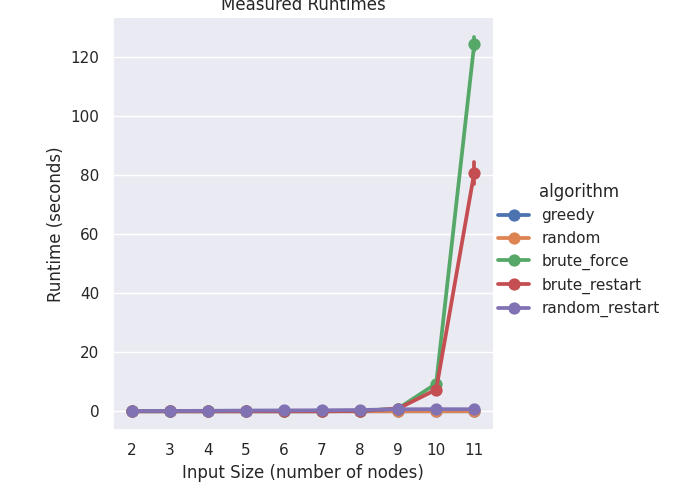 Measured Runtimes
120
100
80
60
40
20
0
Runtime (seconds)
2 3 4 5 6 7 8 9 10 11
Input Size (number of nodes)
algorithm
greedy
random
brute_force
brute_restart
random_restart